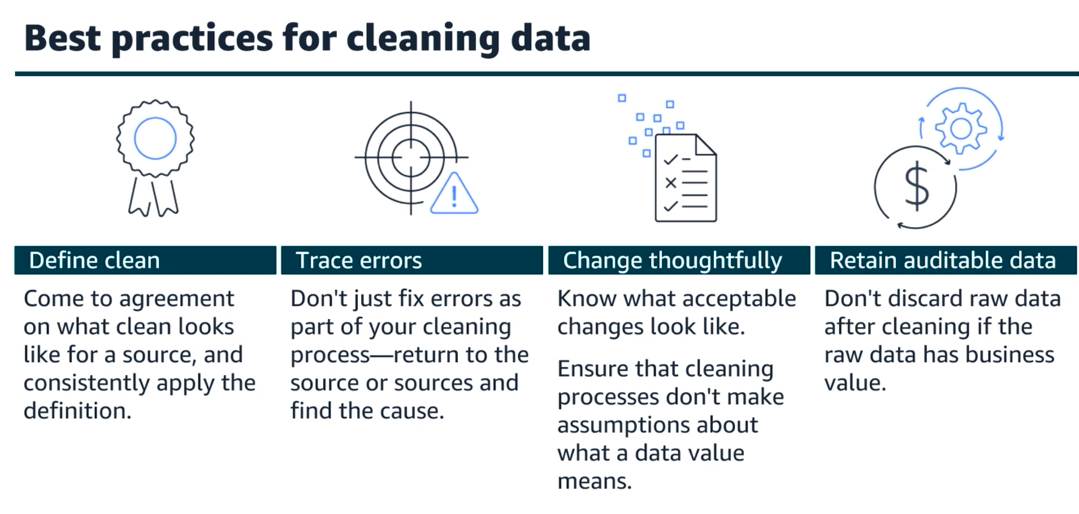 Best practices for cleaning data
$
Define clean
Come to agreement
on what clean looks
like for a source, and
consistently apply the
definition.
Trace errors
Don't just fix errors as
part of your cleaning
process—return to the
source or sources and
find the cause.
Change thoughtfully
Know what acceptable
changes look like.
Ensure that cleaning
processes don't make
assumptions about
what a data value
means.
Retain auditable data
Don't discard raw data
after cleaning if the
raw data has business
value.